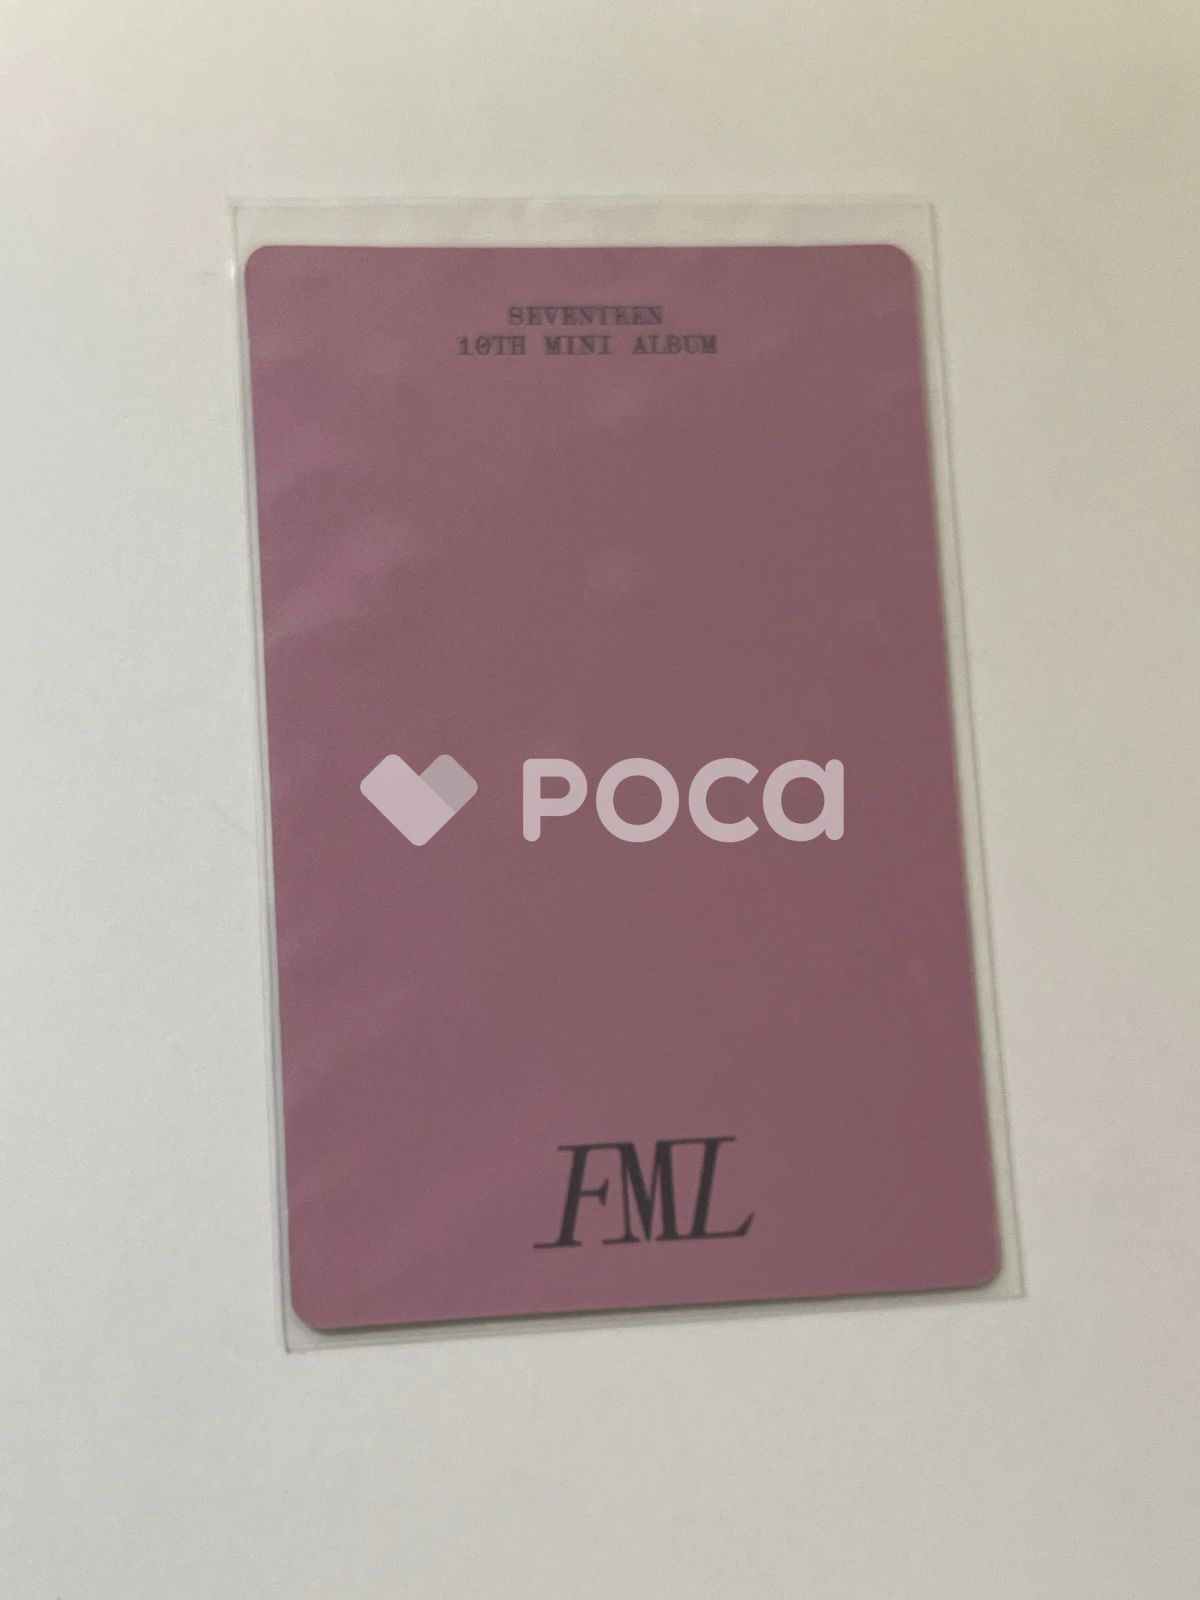 SEVENTEEN
10TH MINI ALBUM
POCA
FML